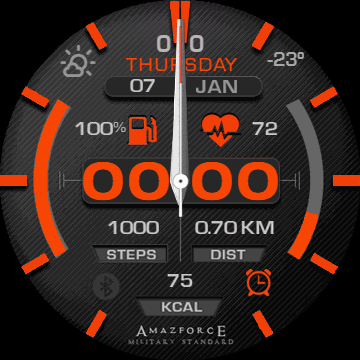 0 0
THURSDAY
-23°
07 JAN
100% 72
00 00
1000 0.70 KM
STEPS DIST
75
KCAL
AMAZFORCE
MILITARY STANDARD